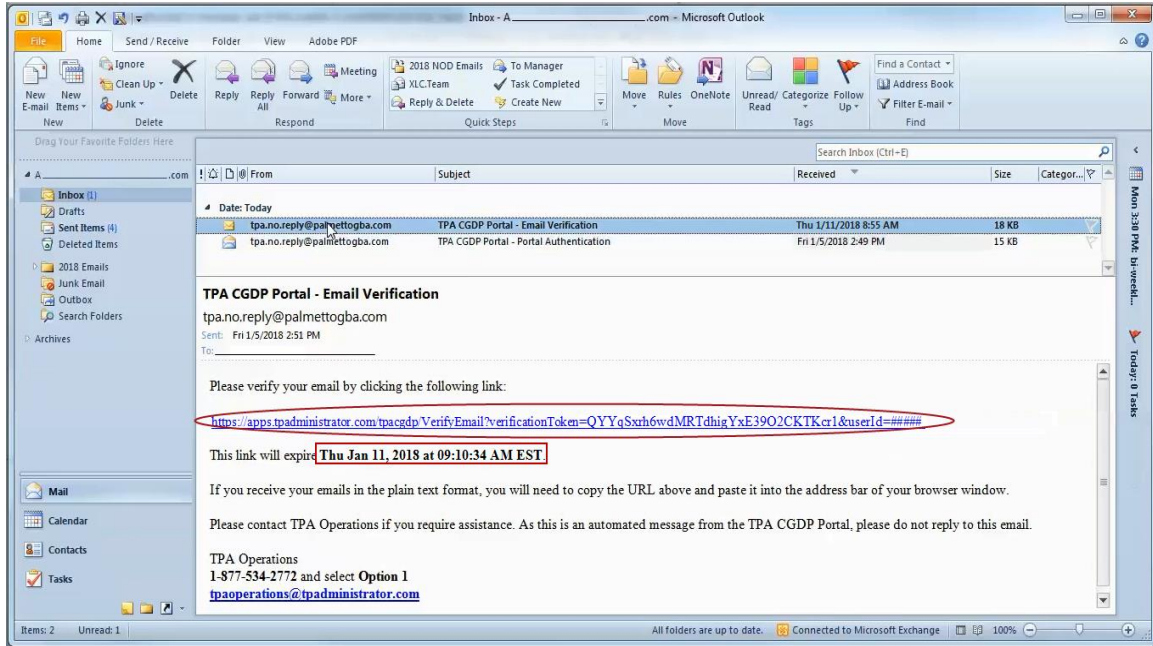 Inbox - A .com - Microsoft Outlook
File Home Send / Receive Folder View Adobe PDF
New E-mail
New Items
New
Ignore
Clean Up
Junk
Delete
Delete
Reply
Reply All
Forward
Meeting
More
Respond
2018 NOD Emails
XLC.Team
Reply & Delete
To Manager
Task Completed
Create New
Quick Steps
Move
Rules
OneNote
Move
Unread/ Read
Categorize
Follow Up
Tags
Find a Contact
Address Book
Filter E-mail
Find
Drag Your Favorite Folders Here
A .com
Inbox (1)
Drafts
Sent Items (4)
Deleted Items
2018 Emails
Junk Email
Outbox
Search Folders
Archives
Mail
Calendar
Contacts
Tasks
Search Inbox (Ctrl+E)
From Subject Received Size Categor...
Date: Today
tpa.no.reply@palmettogba.com TPA CGDP Portal - Email Verification Thu 1/11/2018 8:55 AM 18 KB
tpa.no.reply@palmettogba.com TPA CGDP Portal - Portal Authentication Fri 1/5/2018 2:49 PM 15 KB
TPA CGDP Portal - Email Verification
tpa.no.reply@palmettogba.com
Sent: Fri 1/5/2018 2:51 PM
To:
Please verify your email by clicking the following link:
https://apps.tpadministrator.com/tpacgdp/VerifyEmail?verificationToken=QYYqSxrh6wdMRTdhigYxE39O2CKTKcr1&userId=#####
This link will expire Thu Jan 11, 2018 at 09:10:34 AM EST.
If you receive your emails in the plain text format, you will need to copy the URL above and paste it into the address bar of your browser window.
Please contact TPA Operations if you require assistance. As this is an automated message from the TPA CGDP Portal, please do not reply to this email.
TPA Operations
1-877-534-2772 and select Option 1
tpaoperations@tpadministrator.com
Mon 3:30 PM: bi-weekl...
Today: 0 Tasks
Items: 2 Unread: 1 All folders are up to date. Connected to Microsoft Exchange 100%